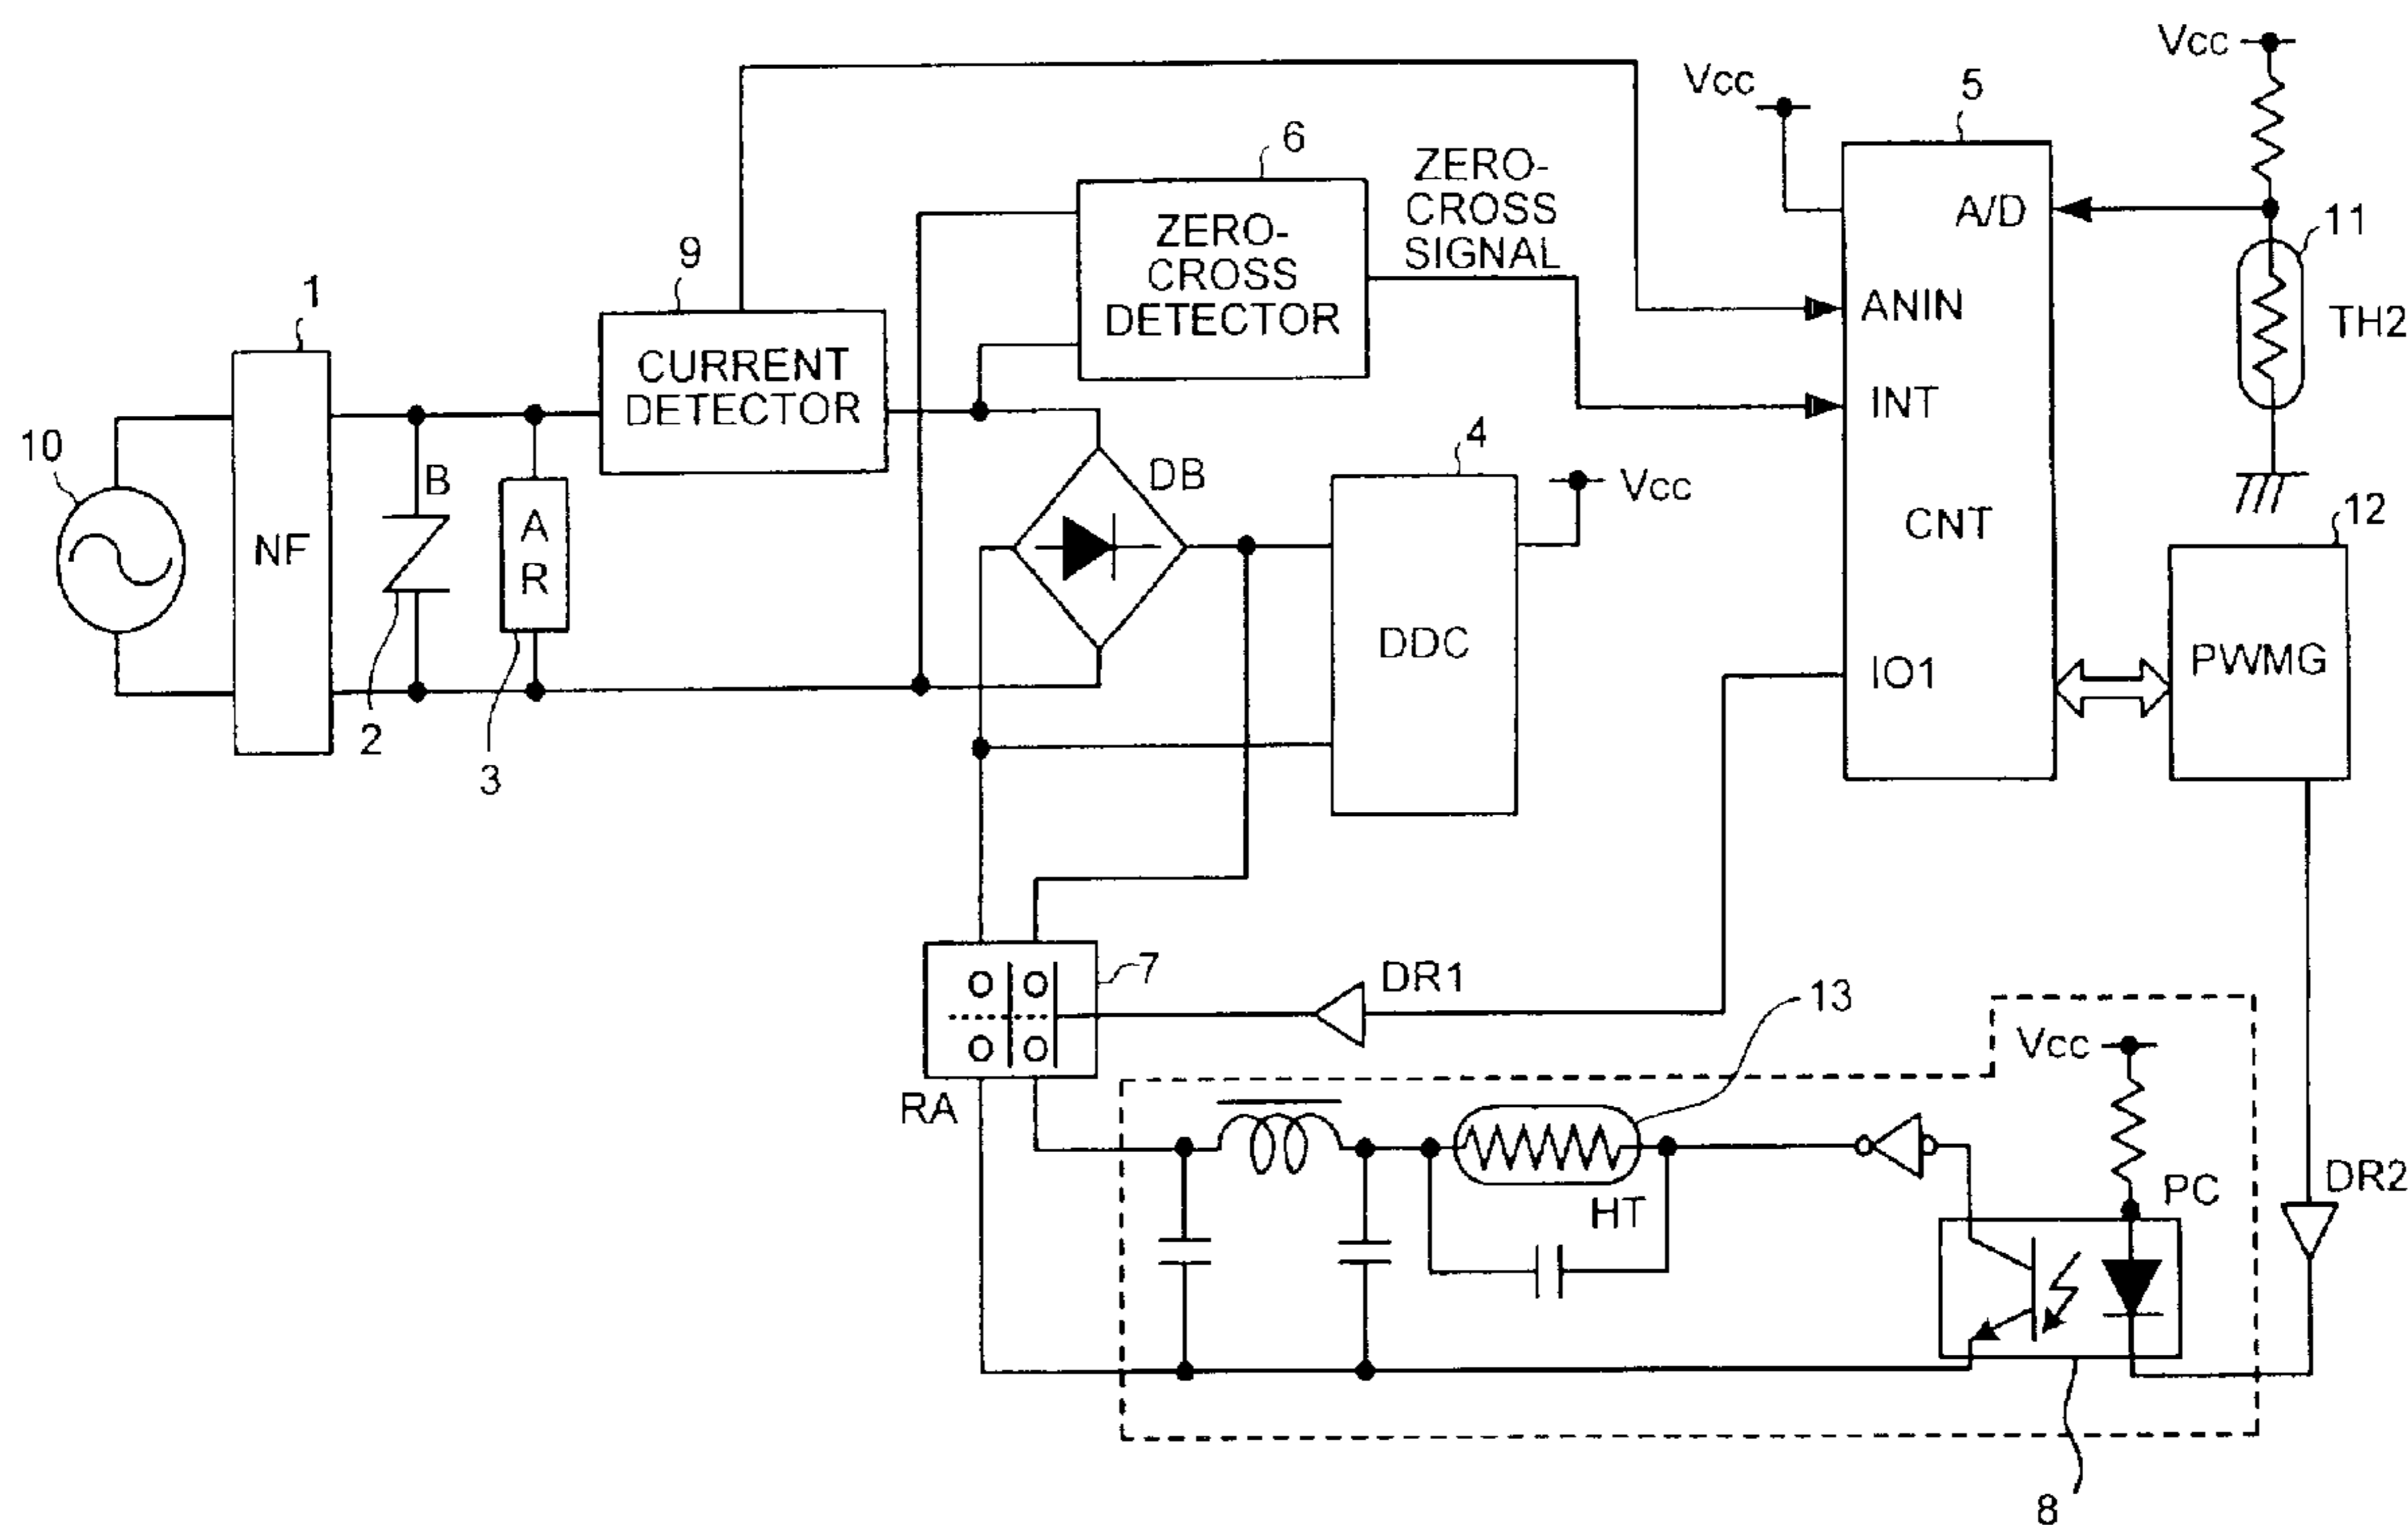 Vcc
Vcc
5
6
ZERO-
CROSS
SIGNAL
A/D
11
ZERO-
CROSS
DETECTOR
9
1
ANIN
TH2
CURRENT
DETECTOR
INT
10
B
DB
4
Vcc
12
NF
A
R
CNT
DDC
PWMG
IO1
2
3
7
DR1
13
Vcc
RA
HT
PC
DR2
8